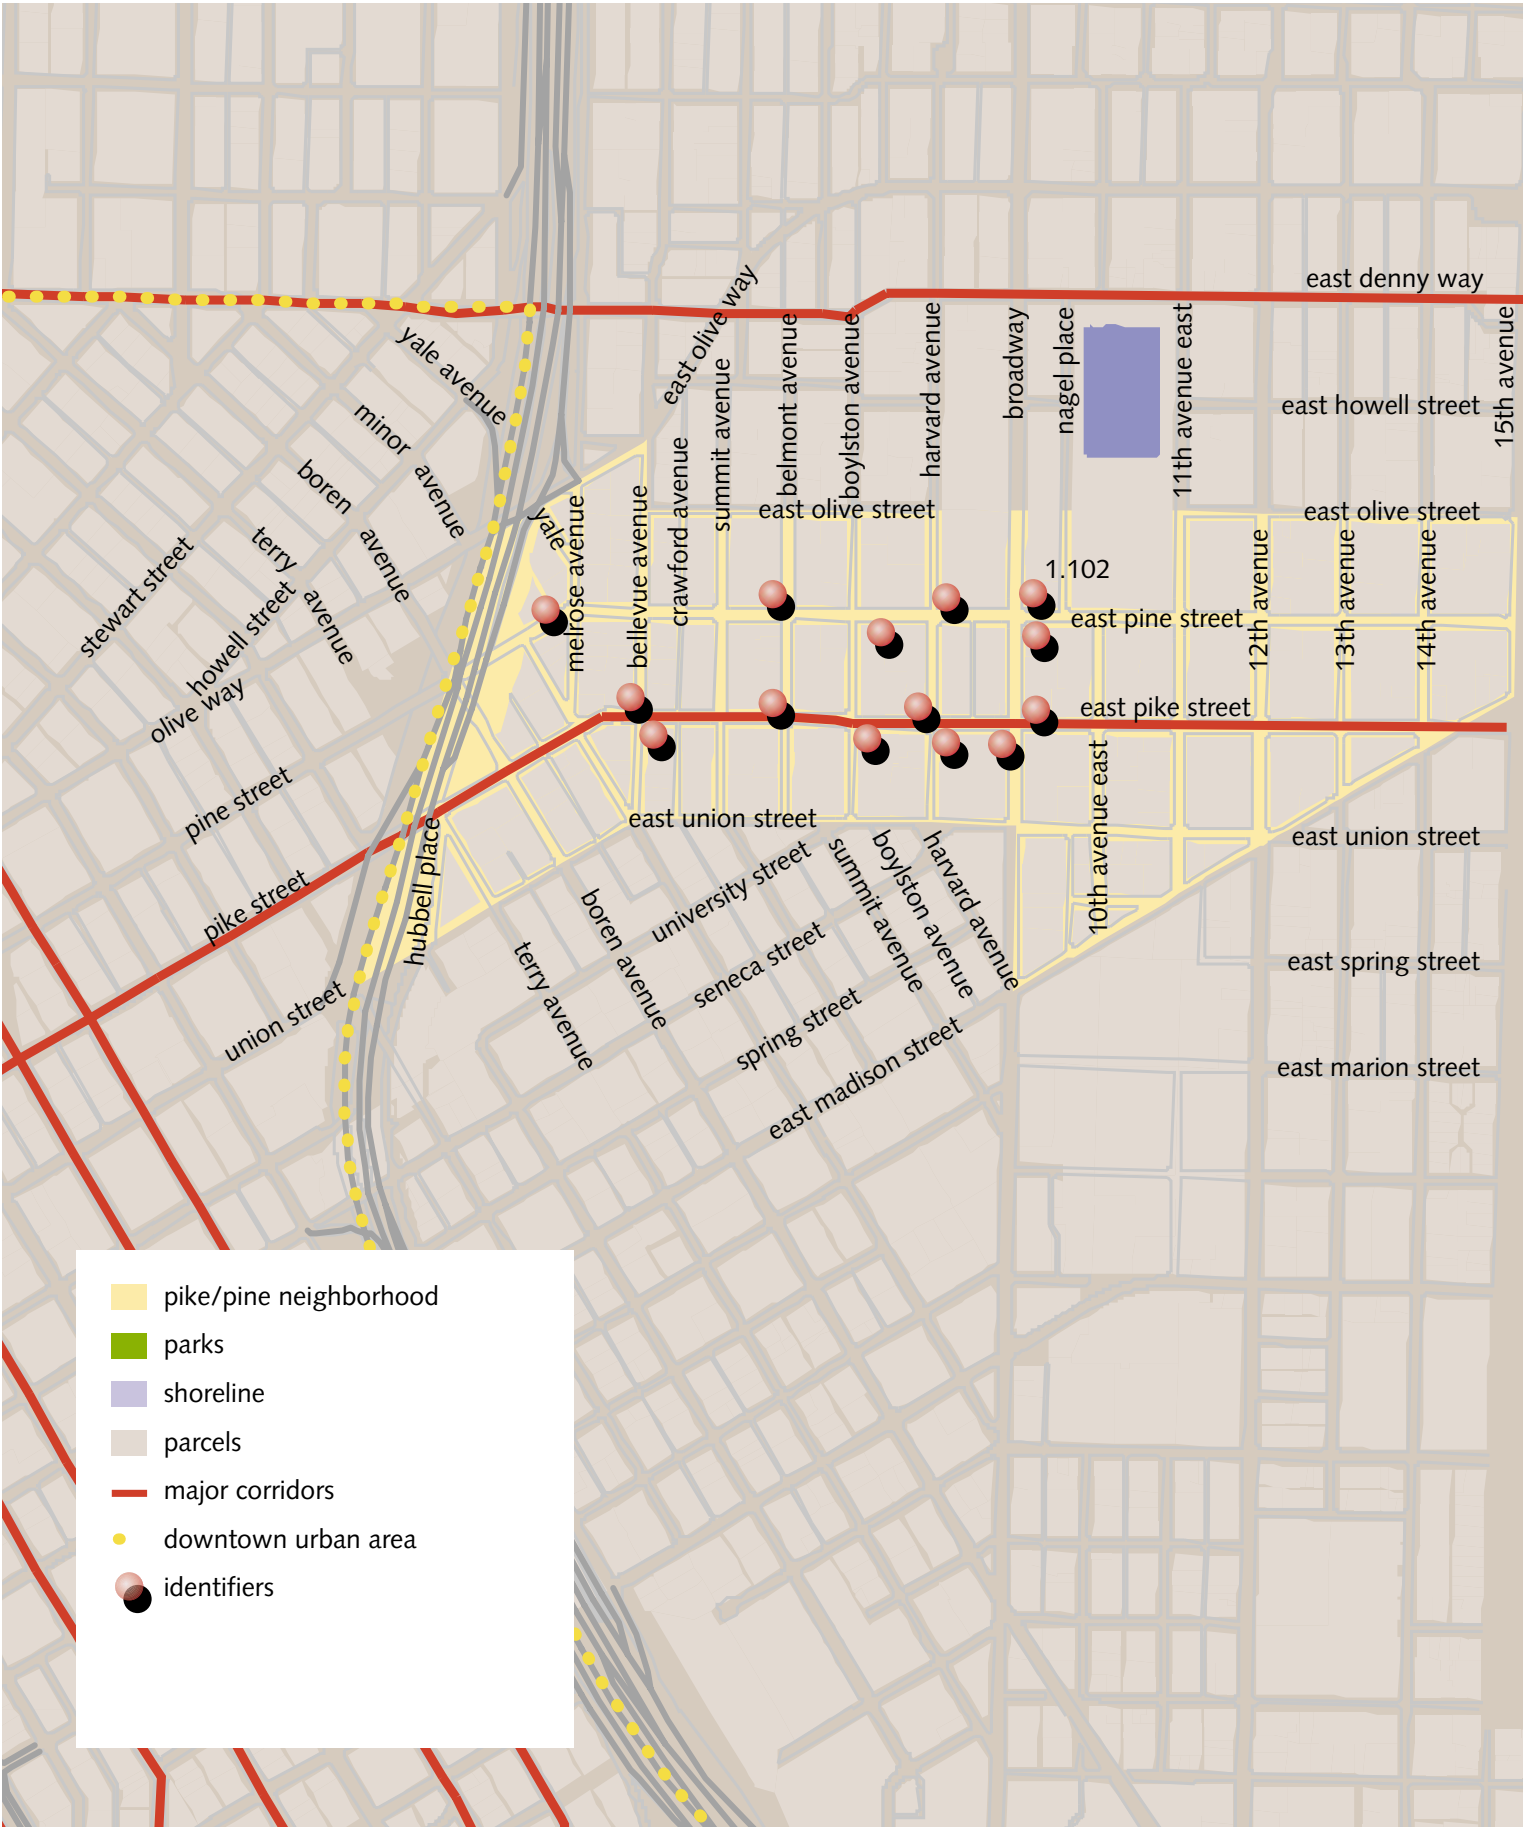 east denny way
east olive way
yale avenue
minor avenue
boren avenue
terry avenue
stewart street
howell street
olive way
pine street
pike street
union street
hubbell place
yale
melrose avenue
bellevue avenue
crawford avenue
summit avenue
belmont avenue
boylston avenue
harvard avenue
broadway
nagel place
11th avenue east
15th avenue
east howell street
east olive street
east olive street
1.102
east pine street
12th avenue
13th avenue
14th avenue
east pike street
10th avenue east
east union street
east union street
university street
seneca street
spring street
east madison street
terry avenue
boren avenue
summit avenue
boylston avenue
harvard avenue
east spring street
east marion street
pike/pine neighborhood
parks
shoreline
parcels
major corridors
downtown urban area
identifiers